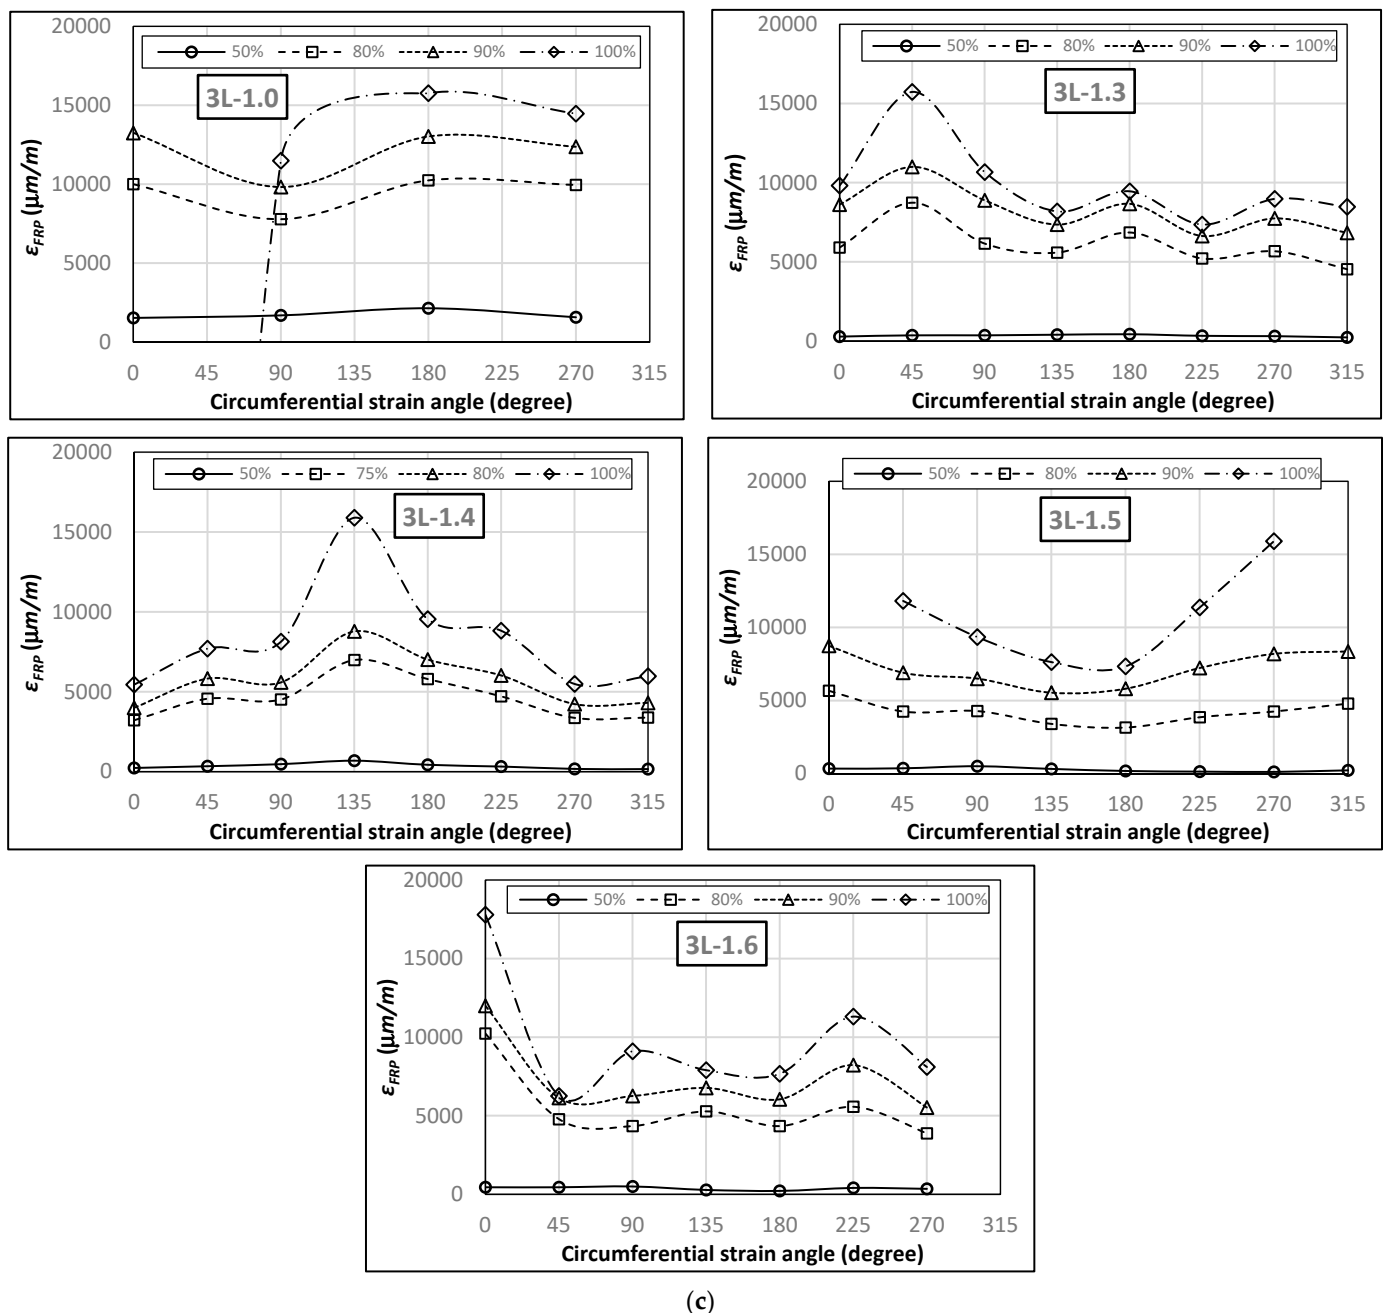 20000
15000
10000
5000
0
ε_FRP (μm/m)
50% 80% 90% 100%
3L-1.0
0 45 90 135 180 225 270 315
Circumferential strain angle (degree)
20000
15000
10000
5000
0
ε_FRP (μm/m)
50% 80% 90% 100%
3L-1.3
0 45 90 135 180 225 270 315
Circumferential strain angle (degree)
20000
15000
10000
5000
0
ε_FRP (μm/m)
50% 75% 80% 100%
3L-1.4
0 45 90 135 180 225 270 315
Circumferential strain angle (degree)
20000
15000
10000
5000
0
ε_FRP (μm/m)
50% 80% 90% 100%
3L-1.5
0 45 90 135 180 225 270 315
Circumferential strain angle (degree)
20000
15000
10000
5000
0
ε_FRP (μm/m)
50% 80% 90% 100%
3L-1.6
0 45 90 135 180 225 270 315
Circumferential strain angle (degree)
(c)